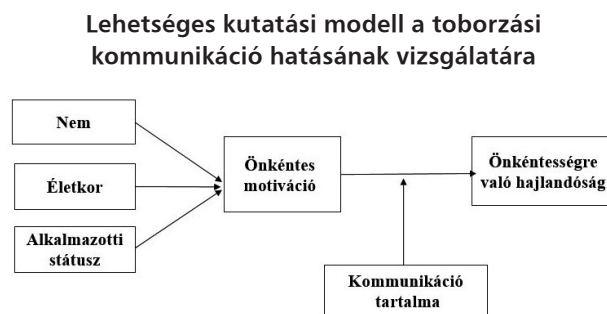 Lehetséges kutatási modell a toborzási
kommunikáció hatásának vizsgálatára
Nem
Életkor
Alkalmazotti
státusz
Önkéntes
motiváció
Önkéntességre
való hajlandóság
Kommunikáció
tartalma